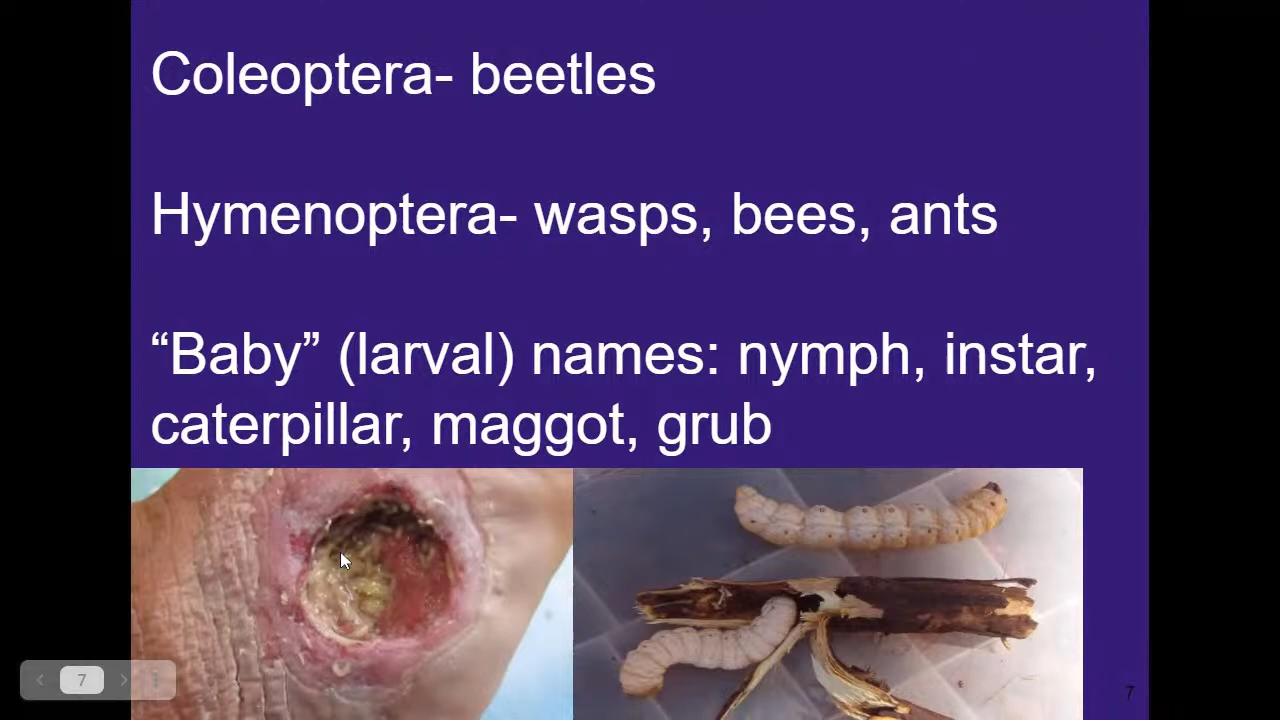 Coleoptera- beetles
Hymenoptera- wasps, bees, ants
“Baby” (larval) names: nymph, instar,
caterpillar, maggot, grub
7
7